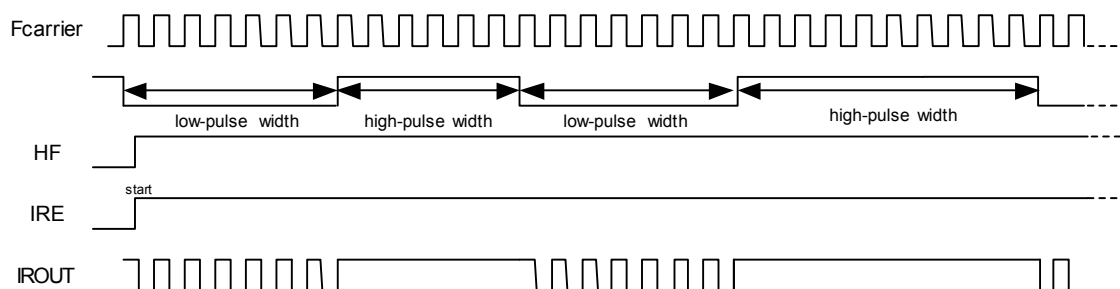 Fcarrier
low-pulse width
high-pulse width
low-pulse width
high-pulse width
HF
start
IRE
IROUT